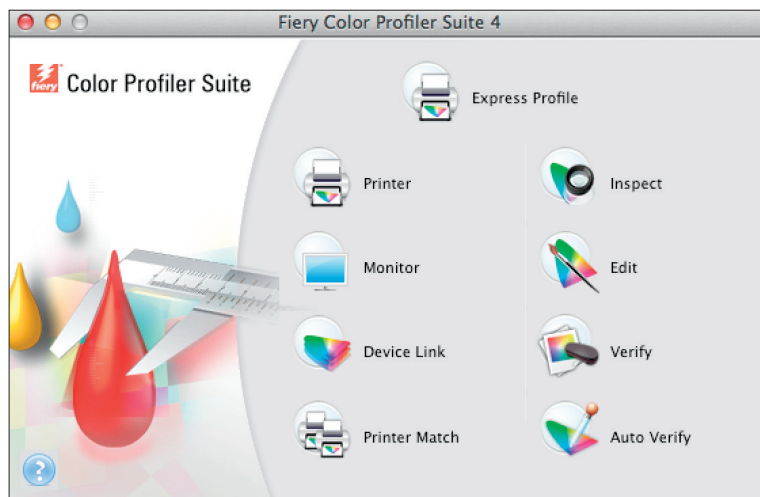 Fiery Color Profiler Suite 4
fiery
Color Profiler Suite
Express Profile
Printer
Inspect
Monitor
Edit
Device Link
Verify
Printer Match
Auto Verify
?